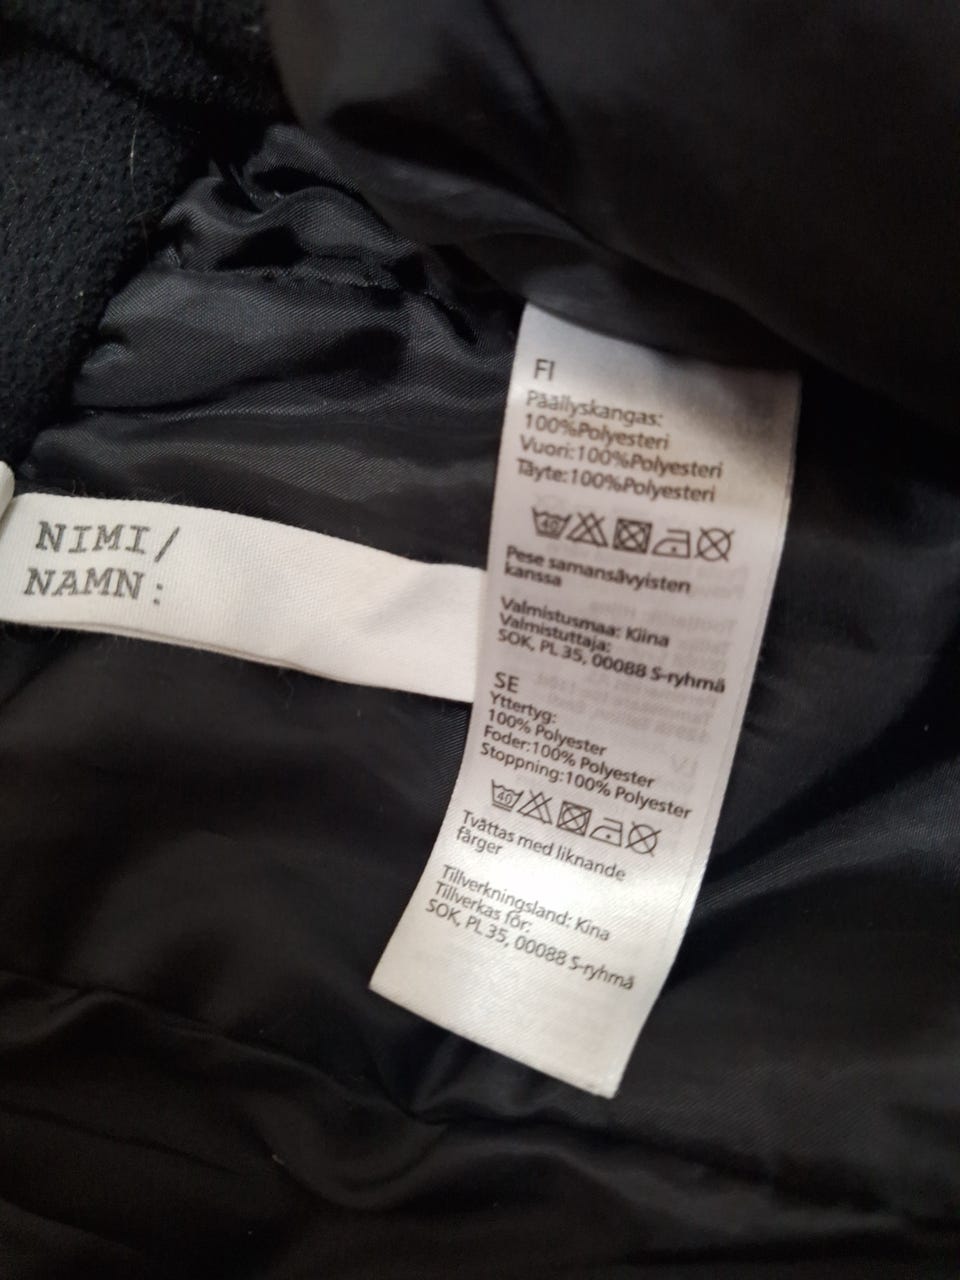 NIMI/
NAMN:
FI
Päällyskangas:
100%Polyesteri
Vuori:100%Polyesteri
Täyte:100%Polyesteri
40
Pese samansävyisten
kanssa
Valmistusmaa: Kiina
Valmistuttaja:
SOK, PL 35, 00088 S-ryhmä
SE
Yttertyg:
100% Polyester
Foder:100% Polyester
Stoppning:100% Polyester
40
Tvättas med liknande
färger
Tillverkningsland: Kina
Tillverkas för:
SOK, PL 35, 00088 S-ryhmä